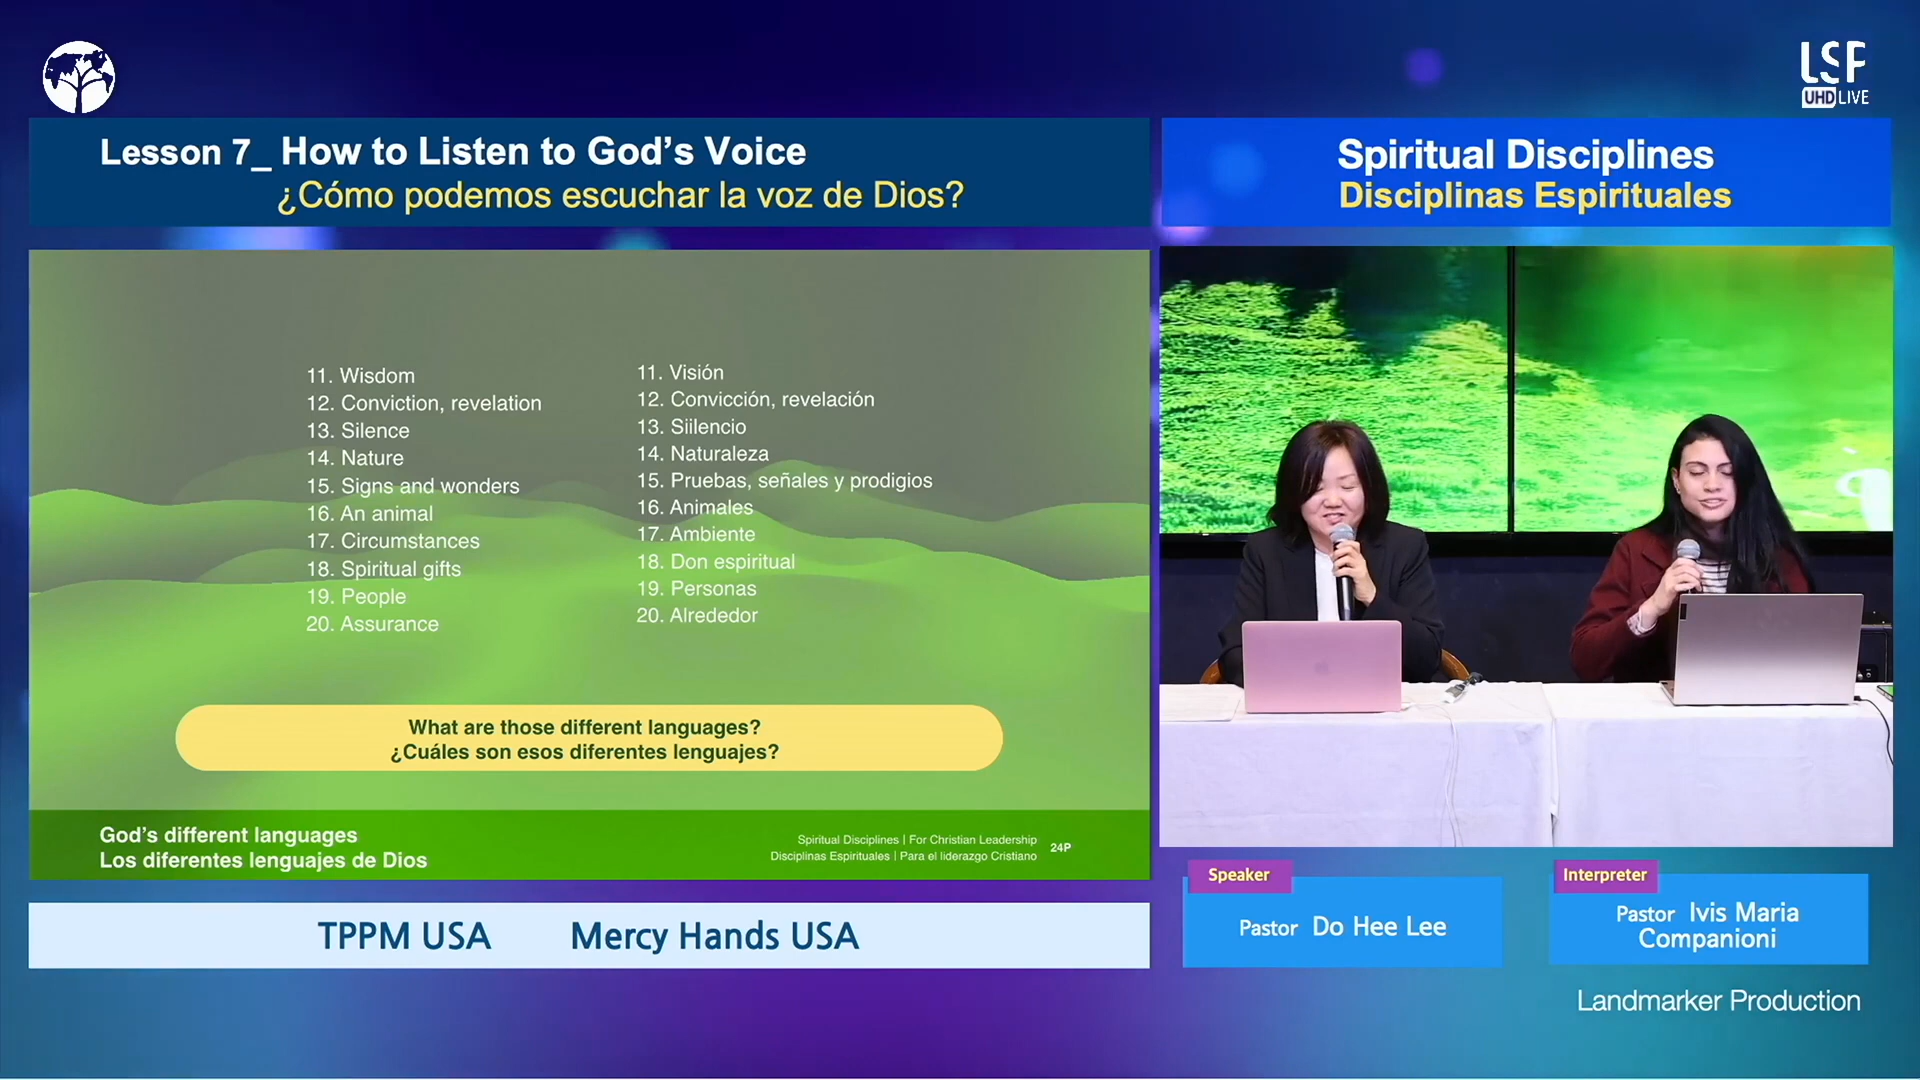 LSF
UHD LIVE
Lesson 7_ How to Listen to God's Voice
¿Cómo podemos escuchar la voz de Dios?
Spiritual Disciplines
Disciplinas Espirituales
11. Wisdom
12. Conviction, revelation
13. Silence
14. Nature
15. Signs and wonders
16. An animal
17. Circumstances
18. Spiritual gifts
19. People
20. Assurance
11. Visión
12. Convicción, revelación
13. Siilencio
14. Naturaleza
15. Pruebas, señales y prodigios
16. Animales
17. Ambiente
18. Don espiritual
19. Personas
20. Alrededor
What are those different languages?
¿Cuáles son esos diferentes lenguajes?
God's different languages
Los diferentes lenguajes de Dios
Spiritual Disciplines | For Christian Leadership
Disciplinas Espirituales | Para el liderazgo Cristiano
24P
TPPM USA Mercy Hands USA
Speaker
Pastor Do Hee Lee
Interpreter
Pastor Ivis Maria
Companioni
Landmarker Production